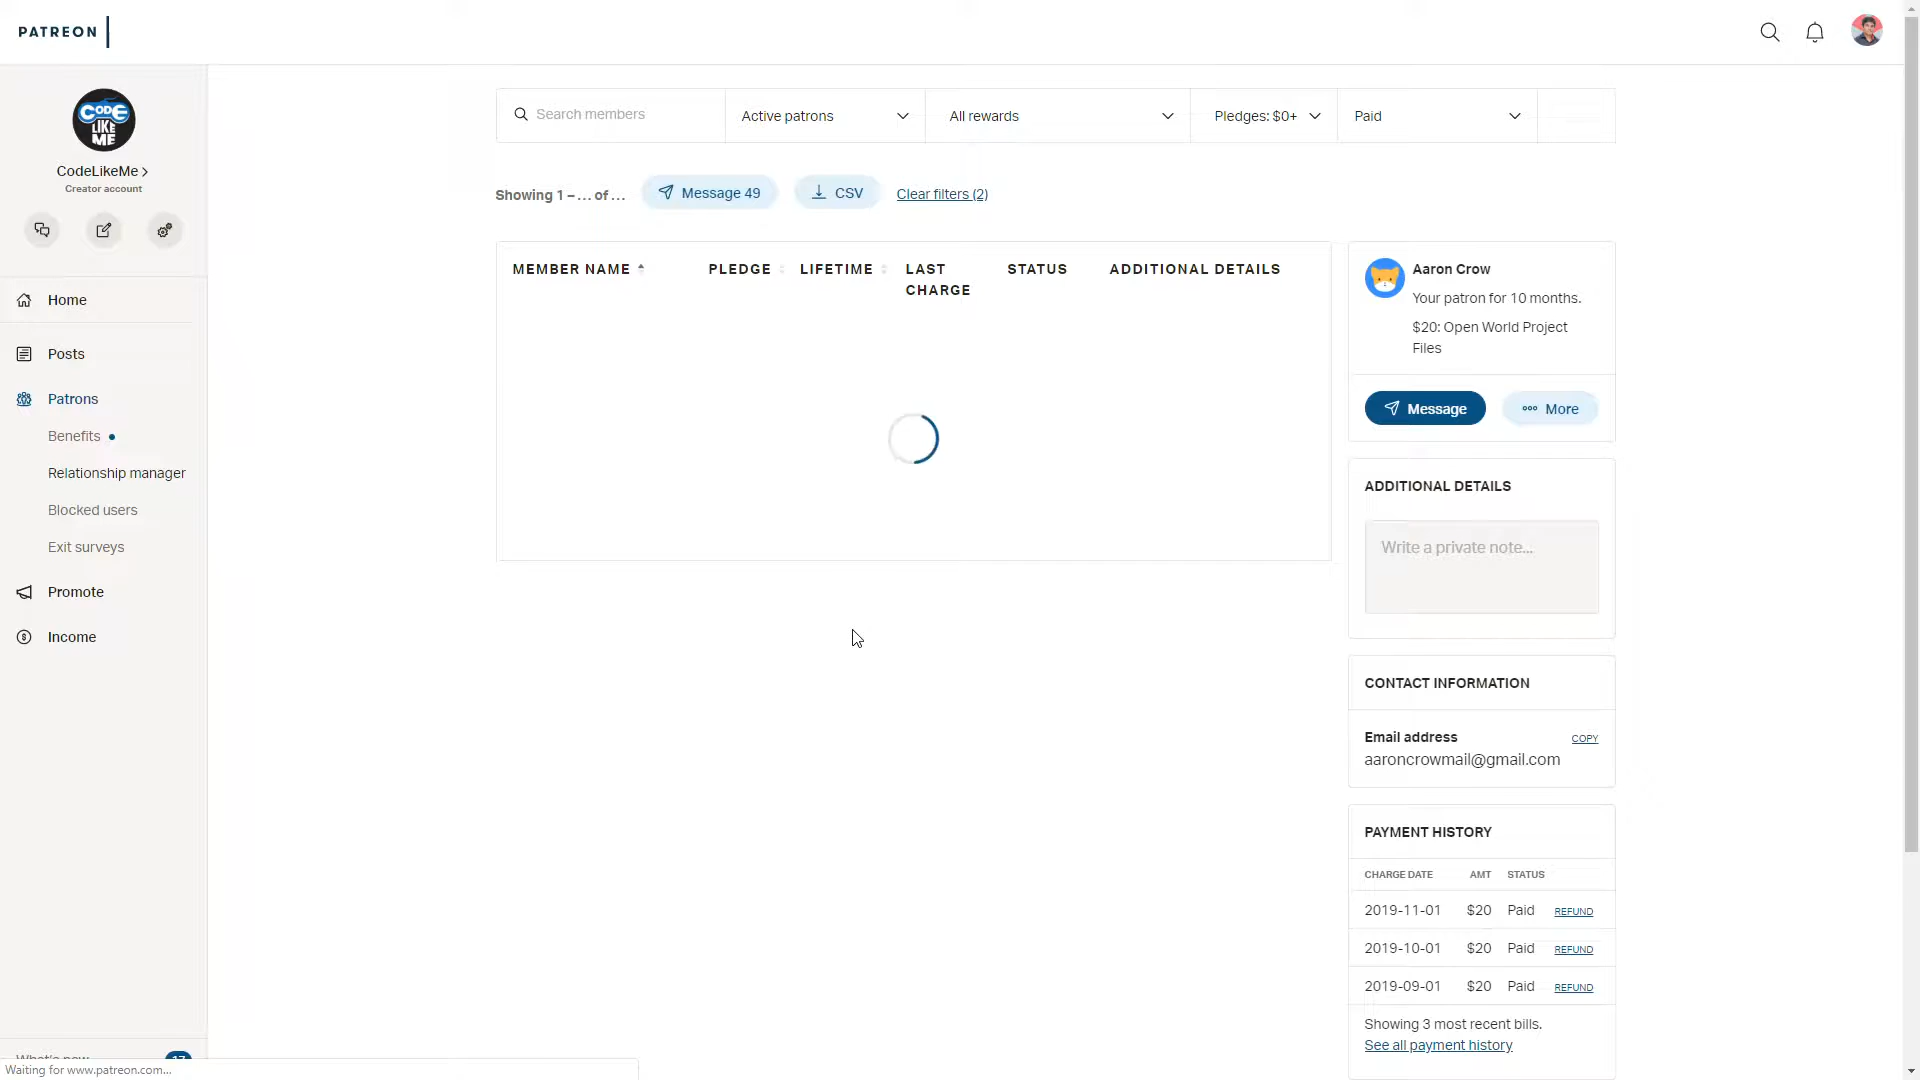 PATREON
CODE
LIKE
ME
CodeLikeMe
Creator account
Home
Posts
Patrons
Benefits
Relationship manager
Blocked users
Exit surveys
Promote
Income
What's new
17
Waiting for www.patreon.com...
Search members
Active patrons
All rewards
Pledges: $0+
Paid
Showing 1 – ... of ...
Message 49
CSV
Clear filters (2)
MEMBER NAME
PLEDGE
LIFETIME
LAST
CHARGE
STATUS
ADDITIONAL DETAILS
Aaron Crow
Your patron for 10 months.
$20: Open World Project
Files
Message
More
ADDITIONAL DETAILS
Write a private note...
CONTACT INFORMATION
Email address
COPY
aaroncrowmail@gmail.com
PAYMENT HISTORY
CHARGE DATE AMT STATUS
2019-11-01 $20 Paid REFUND
2019-10-01 $20 Paid REFUND
2019-09-01 $20 Paid REFUND
Showing 3 most recent bills.
See all payment history